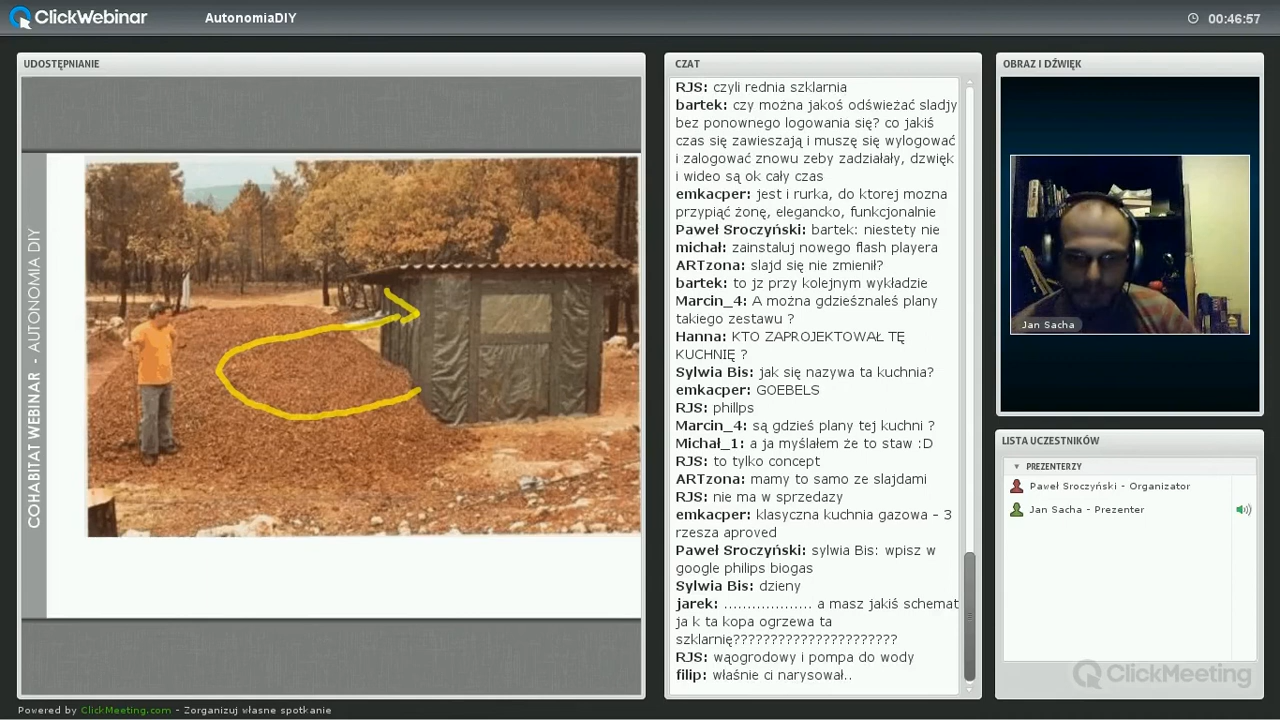 ClickWebinar
AutonomiaDIY
00:46:57
UDOSTĘPNIANIE
COHABITAT WEBINAR - AUTONOMIA DIY
CZAT
RJS: czyli rednia szklarnia
bartek: czy można jakoś odświeżać sladjy
bez ponownego logowania się? co jakiś
czas się zawieszają i muszę się wylogować
i zalogować znowu zeby zadziałały, dzwięk
i wideo są ok cały czas
emkacper: jest i rurka, do ktorej mozna
przypiąć żonę, elegancko, funkcjonalnie
Paweł Sroczyński: bartek: niestety nie
michał: zainstaluj nowego flash playera
ARTzona: slajd się nie zmienił?
bartek: to jz przy kolejnym wykładzie
Marcin_4: A można gdzieśznaleś plany
takiego zestawu ?
Hanna: KTO ZAPROJEKTOWAŁ TĘ
KUCHNIĘ ?
Sylwia Bis: jak się nazywa ta kuchnia?
emkacper: GOEBELS
RJS: phillps
Marcin_4: są gdzieś plany tej kuchni ?
Michał_1: a ja myślałem że to staw :D
RJS: to tylko concept
ARTzona: mamy to samo ze slajdami
RJS: nie ma w sprzedazy
emkacper: klasyczna kuchnia gazowa - 3
rzesza aproved
Paweł Sroczyński: sylwia Bis: wpisz w
google philips biogas
Sylwia Bis: dzieny
jarek: ................... a masz jakiś schemat
ja k ta kopa ogrzewa ta
szklarnię??????????????????????
RJS: wąogrodowy i pompa do wody
filip: właśnie ci narysował..
OBRAZ I DŹWIĘK
Jan Sacha
LISTA UCZESTNIKÓW
PREZENTERZY
Paweł Sroczyński - Organizator
Jan Sacha - Prezenter
ClickMeeting
Powered by ClickMeeting.com - Zorganizuj własne spotkanie